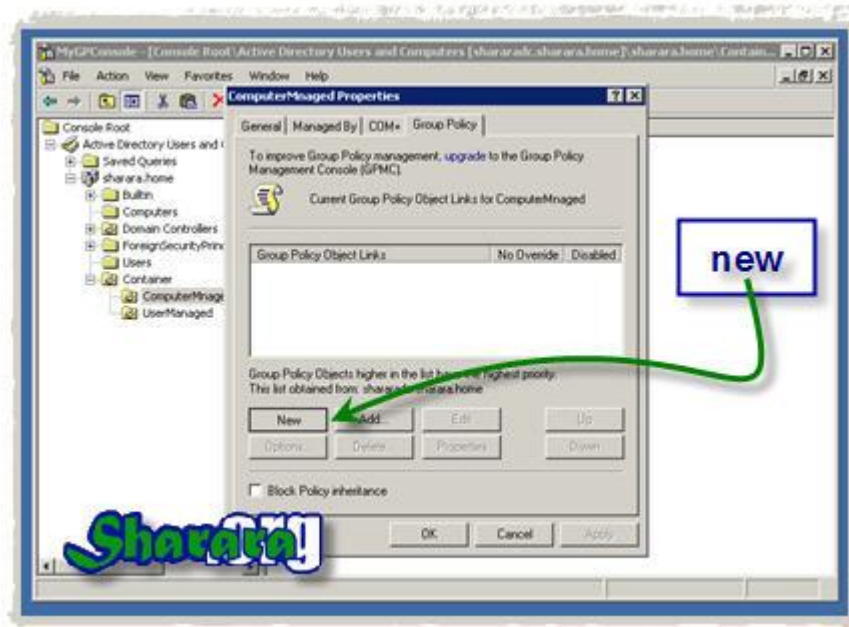 MyGPConsole - [Console Root\Active Directory Users and Computers [shararadc.sharara.home]\sharara.home\Contain...
File Action View Favorites Window Help
ComputerMnaged Properties
General Managed By COM+ Group Policy
Console Root
Active Directory Users and
Saved Queries
sharara.home
Builtin
Computers
Domain Controllers
ForeignSecurityPrinc
Users
Container
ComputerMnage
UserManaged
To improve Group Policy management, upgrade to the Group Policy
Management Console (GPMC).
Current Group Policy Object Links for ComputerMnaged
Group Policy Object Links No Override Disabled
new
Group Policy Objects higher in the list have the highest priority.
This list obtained from: shararadc.sharara.home
New Add... Edit Up
Options... Delete... Properties Down
Block Policy inheritance
OK Cancel Apply
Sharara.org